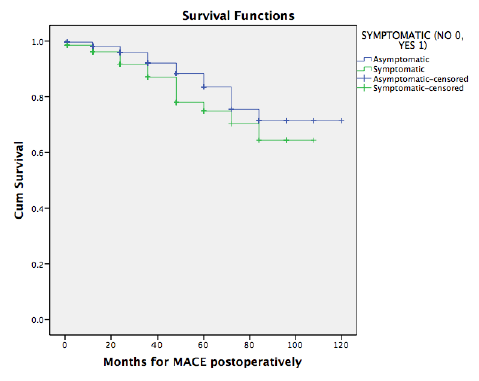 Survival Functions
SYMPTOMATIC (NO 0,
YES 1)
Asymptomatic
Symptomatic
Asymptomatic-censored
Symptomatic-censored
Cum Survival
1.0
0.8
0.6
0.4
0.2
0.0
0 20 40 60 80 100 120
Months for MACE postoperatively